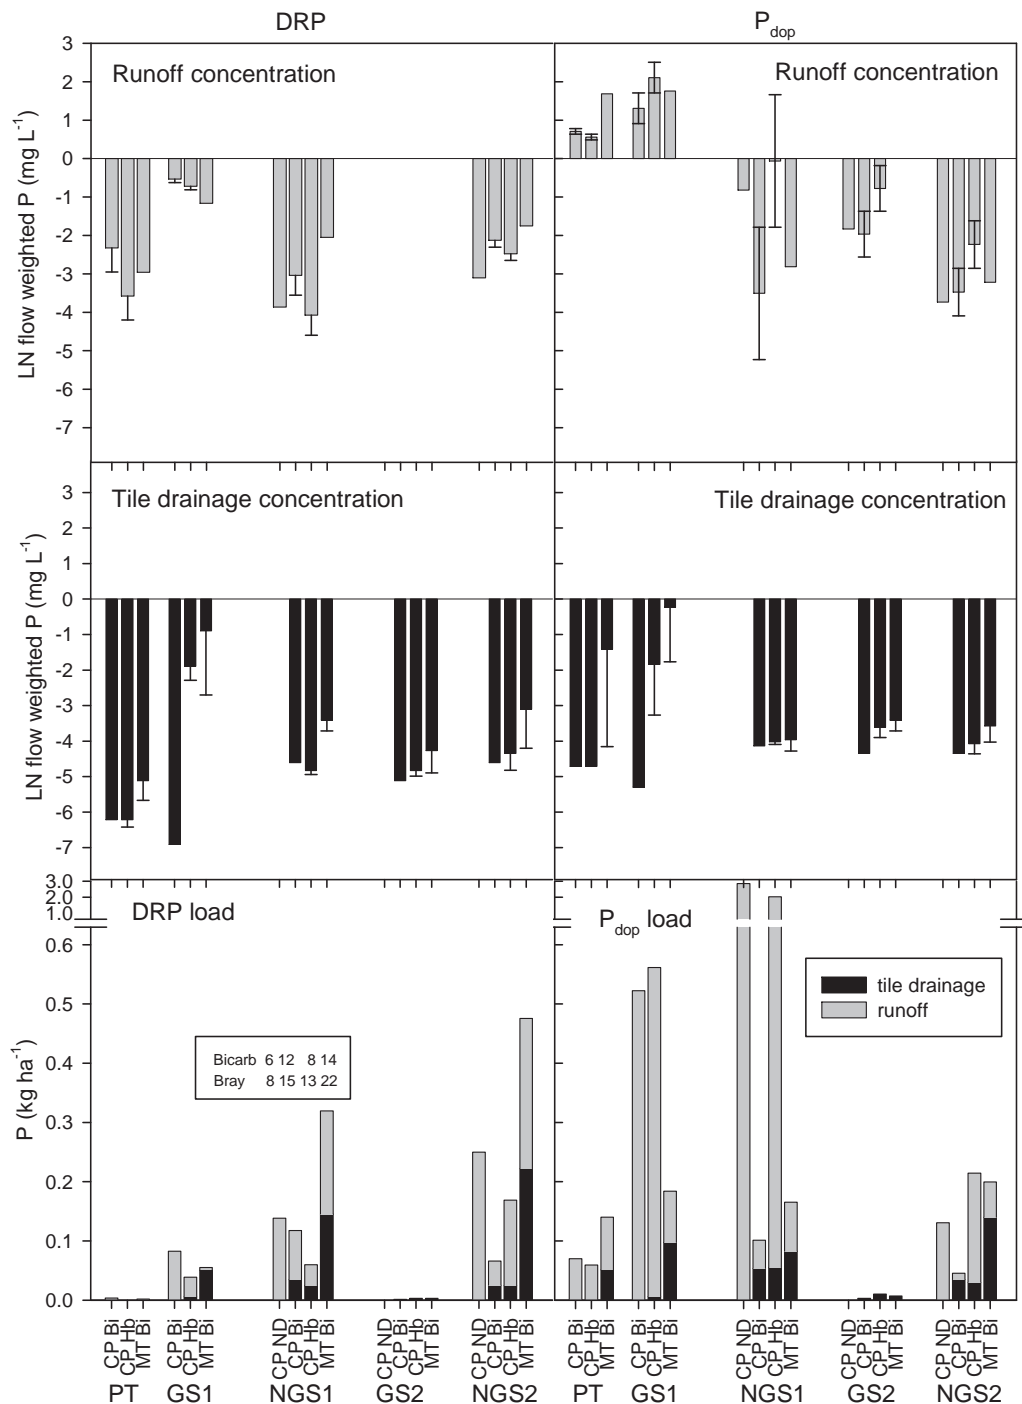 DRP P_dop
3 Runoff concentration Runoff concentration
2
1
0
-1
-2
-3
-4
-5
-6
-7
LN flow weighted P (mg L⁻¹)
3 Tile drainage concentration Tile drainage concentration
2
1
0
-1
-2
-3
-4
-5
-6
-7
LN flow weighted P (mg L⁻¹)
3.0
2.0
1.0
DRP load P_dop load
0.6
0.5
0.4
0.3
0.2
0.1
0.0
P (kg ha⁻¹)
tile drainage
runoff
Bicarb 6 12 8 14
Bray 8 15 13 22
CP Bi CP Hb MT Bi CP Bi CP Hb MT Bi CP ND CP Bi CP Hb MT Bi CP ND CP Bi CP Hb MT Bi CP ND CP Bi CP Hb MT Bi CP Bi CP Hb MT Bi CP Bi CP Hb MT Bi CP ND CP Bi CP Hb MT Bi CP ND CP Bi CP Hb MT Bi CP ND CP Bi CP Hb MT Bi
PT GS1 NGS1 GS2 NGS2 PT GS1 NGS1 GS2 NGS2